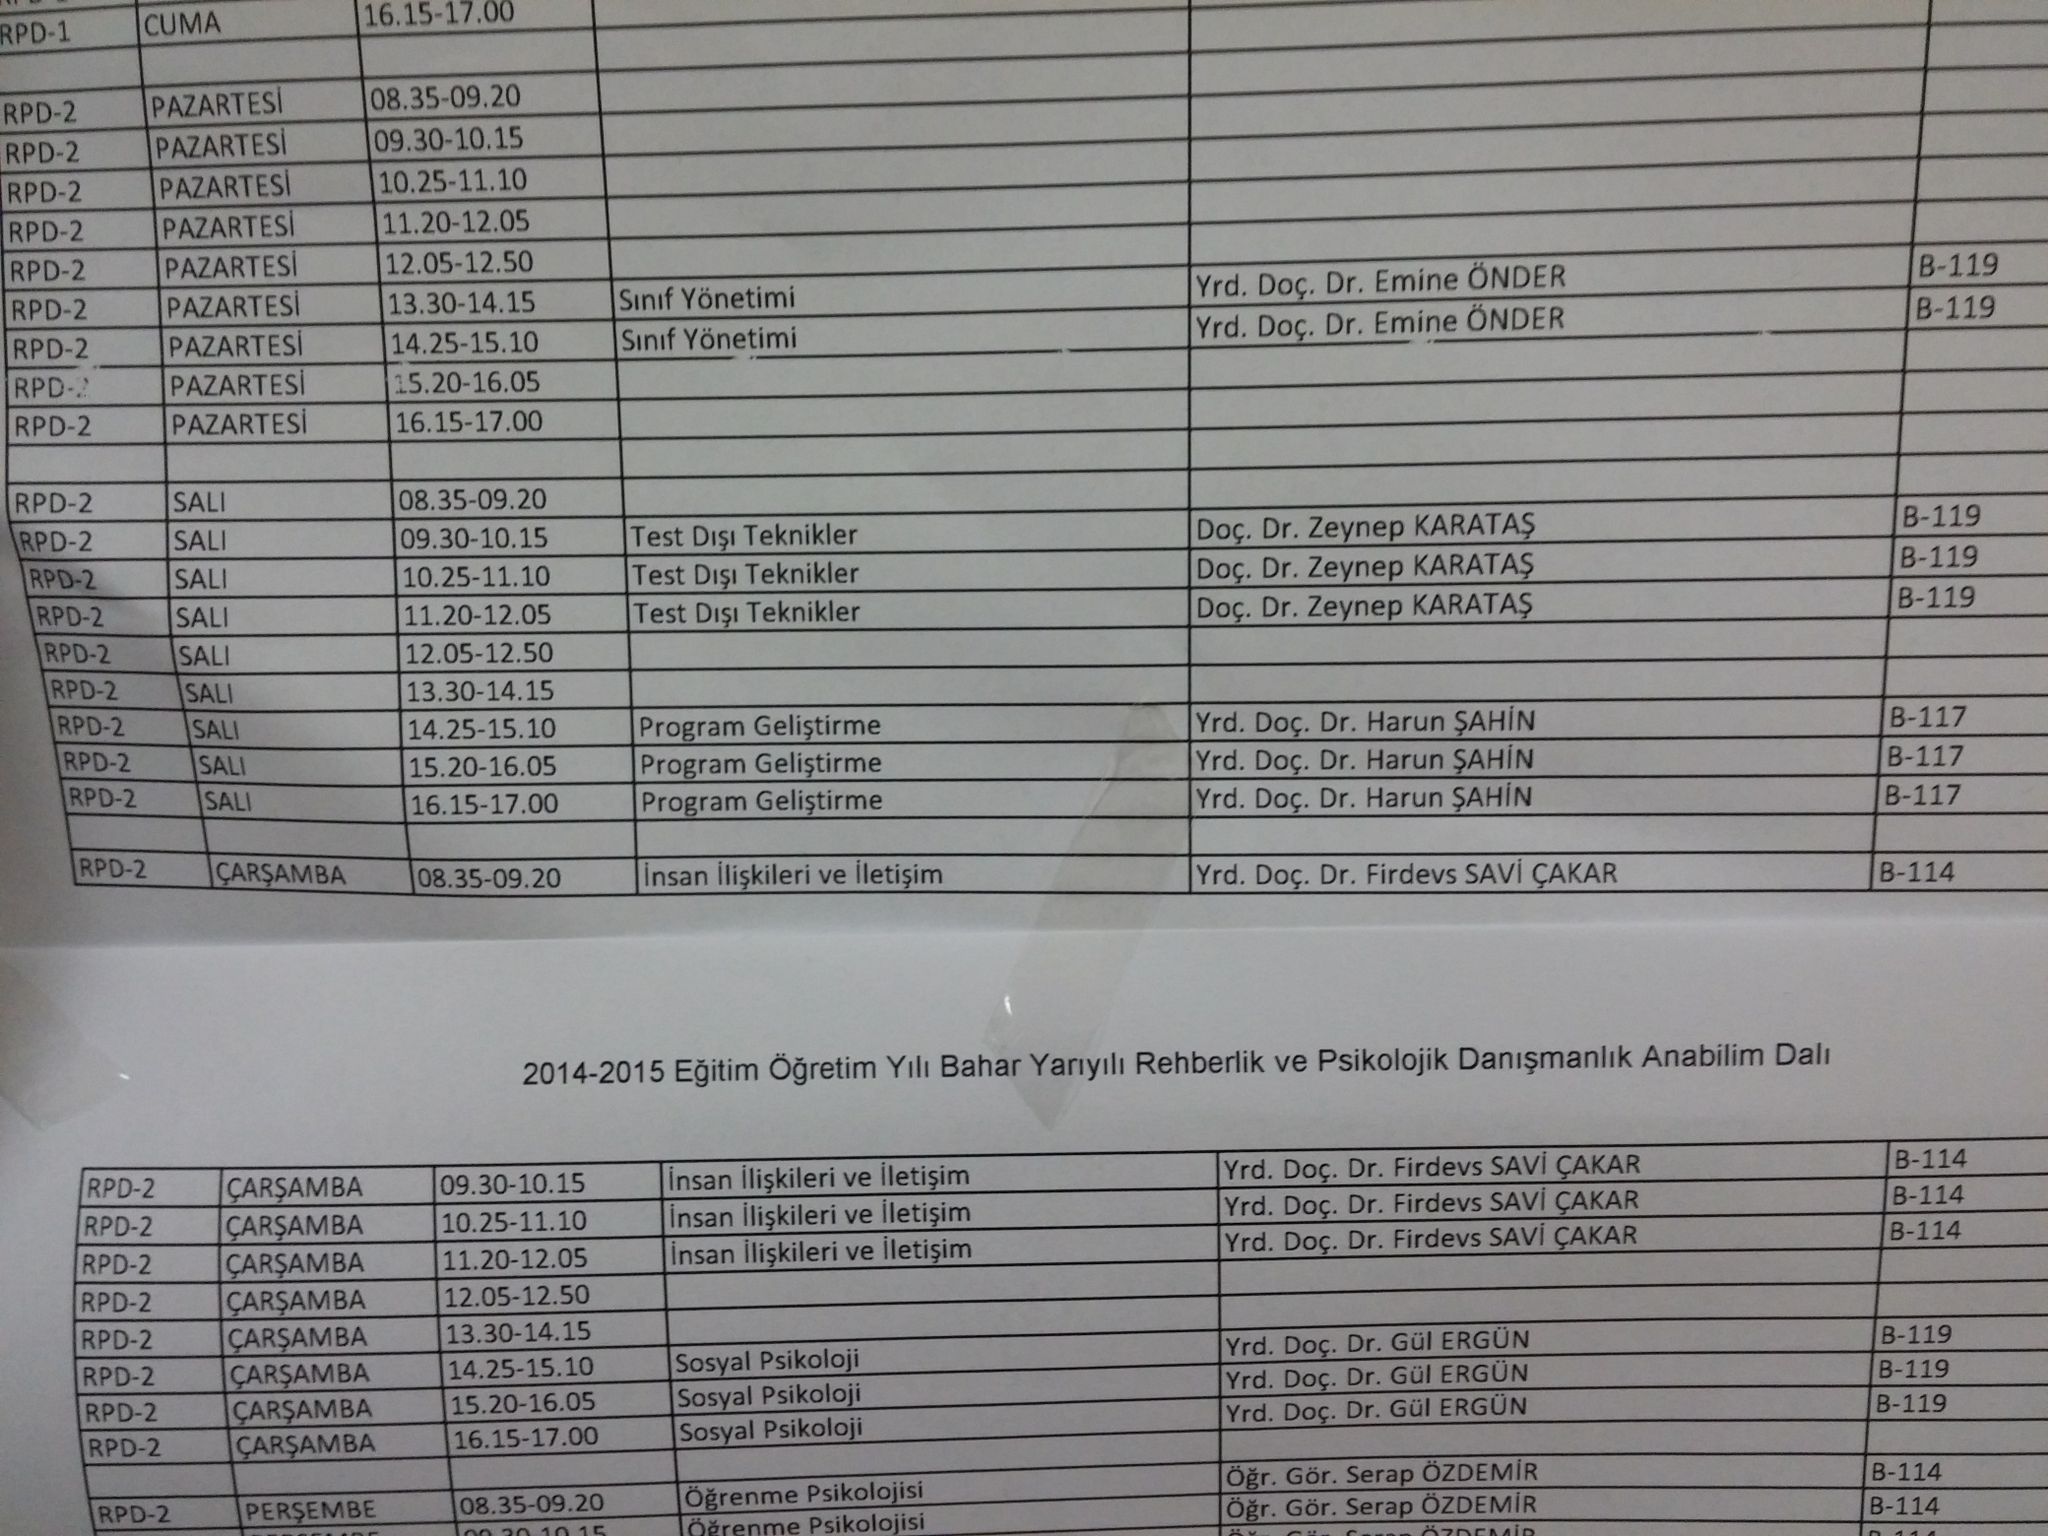 RPD-1 CUMA 16.15-17.00
RPD-2 PAZARTESİ 08.35-09.20
RPD-2 PAZARTESİ 09.30-10.15
RPD-2 PAZARTESİ 10.25-11.10
RPD-2 PAZARTESİ 11.20-12.05
RPD-2 PAZARTESİ 12.05-12.50
RPD-2 PAZARTESİ 13.30-14.15 Sınıf Yönetimi Yrd. Doç. Dr. Emine ÖNDER B-119
RPD-2 PAZARTESİ 14.25-15.10 Sınıf Yönetimi Yrd. Doç. Dr. Emine ÖNDER B-119
RPD-2 PAZARTESİ 15.20-16.05
RPD-2 PAZARTESİ 16.15-17.00
RPD-2 SALI 08.35-09.20
RPD-2 SALI 09.30-10.15 Test Dışı Teknikler Doç. Dr. Zeynep KARATAŞ B-119
RPD-2 SALI 10.25-11.10 Test Dışı Teknikler Doç. Dr. Zeynep KARATAŞ B-119
RPD-2 SALI 11.20-12.05 Test Dışı Teknikler Doç. Dr. Zeynep KARATAŞ B-119
RPD-2 SALI 12.05-12.50
RPD-2 SALI 13.30-14.15
RPD-2 SALI 14.25-15.10 Program Geliştirme Yrd. Doç. Dr. Harun ŞAHİN B-117
RPD-2 SALI 15.20-16.05 Program Geliştirme Yrd. Doç. Dr. Harun ŞAHİN B-117
RPD-2 SALI 16.15-17.00 Program Geliştirme Yrd. Doç. Dr. Harun ŞAHİN B-117
RPD-2 ÇARŞAMBA 08.35-09.20 İnsan İlişkileri ve İletişim Yrd. Doç. Dr. Firdevs SAVİ ÇAKAR B-114
2014-2015 Eğitim Öğretim Yılı Bahar Yarıyılı Rehberlik ve Psikolojik Danışmanlık Anabilim Dalı
RPD-2 ÇARŞAMBA 09.30-10.15 İnsan İlişkileri ve İletişim Yrd. Doç. Dr. Firdevs SAVİ ÇAKAR B-114
RPD-2 ÇARŞAMBA 10.25-11.10 İnsan İlişkileri ve İletişim Yrd. Doç. Dr. Firdevs SAVİ ÇAKAR B-114
RPD-2 ÇARŞAMBA 11.20-12.05 İnsan İlişkileri ve İletişim Yrd. Doç. Dr. Firdevs SAVİ ÇAKAR B-114
RPD-2 ÇARŞAMBA 12.05-12.50
RPD-2 ÇARŞAMBA 13.30-14.15
RPD-2 ÇARŞAMBA 14.25-15.10 Sosyal Psikoloji Yrd. Doç. Dr. Gül ERGÜN B-119
RPD-2 ÇARŞAMBA 15.20-16.05 Sosyal Psikoloji Yrd. Doç. Dr. Gül ERGÜN B-119
RPD-2 ÇARŞAMBA 16.15-17.00 Sosyal Psikoloji Yrd. Doç. Dr. Gül ERGÜN B-119
RPD-2 PERŞEMBE 08.35-09.20 Öğrenme Psikolojisi Öğr. Gör. Serap ÖZDEMİR B-114
09.30-10.15 Öğrenme Psikolojisi Öğr. Gör. Serap ÖZDEMİR B-114